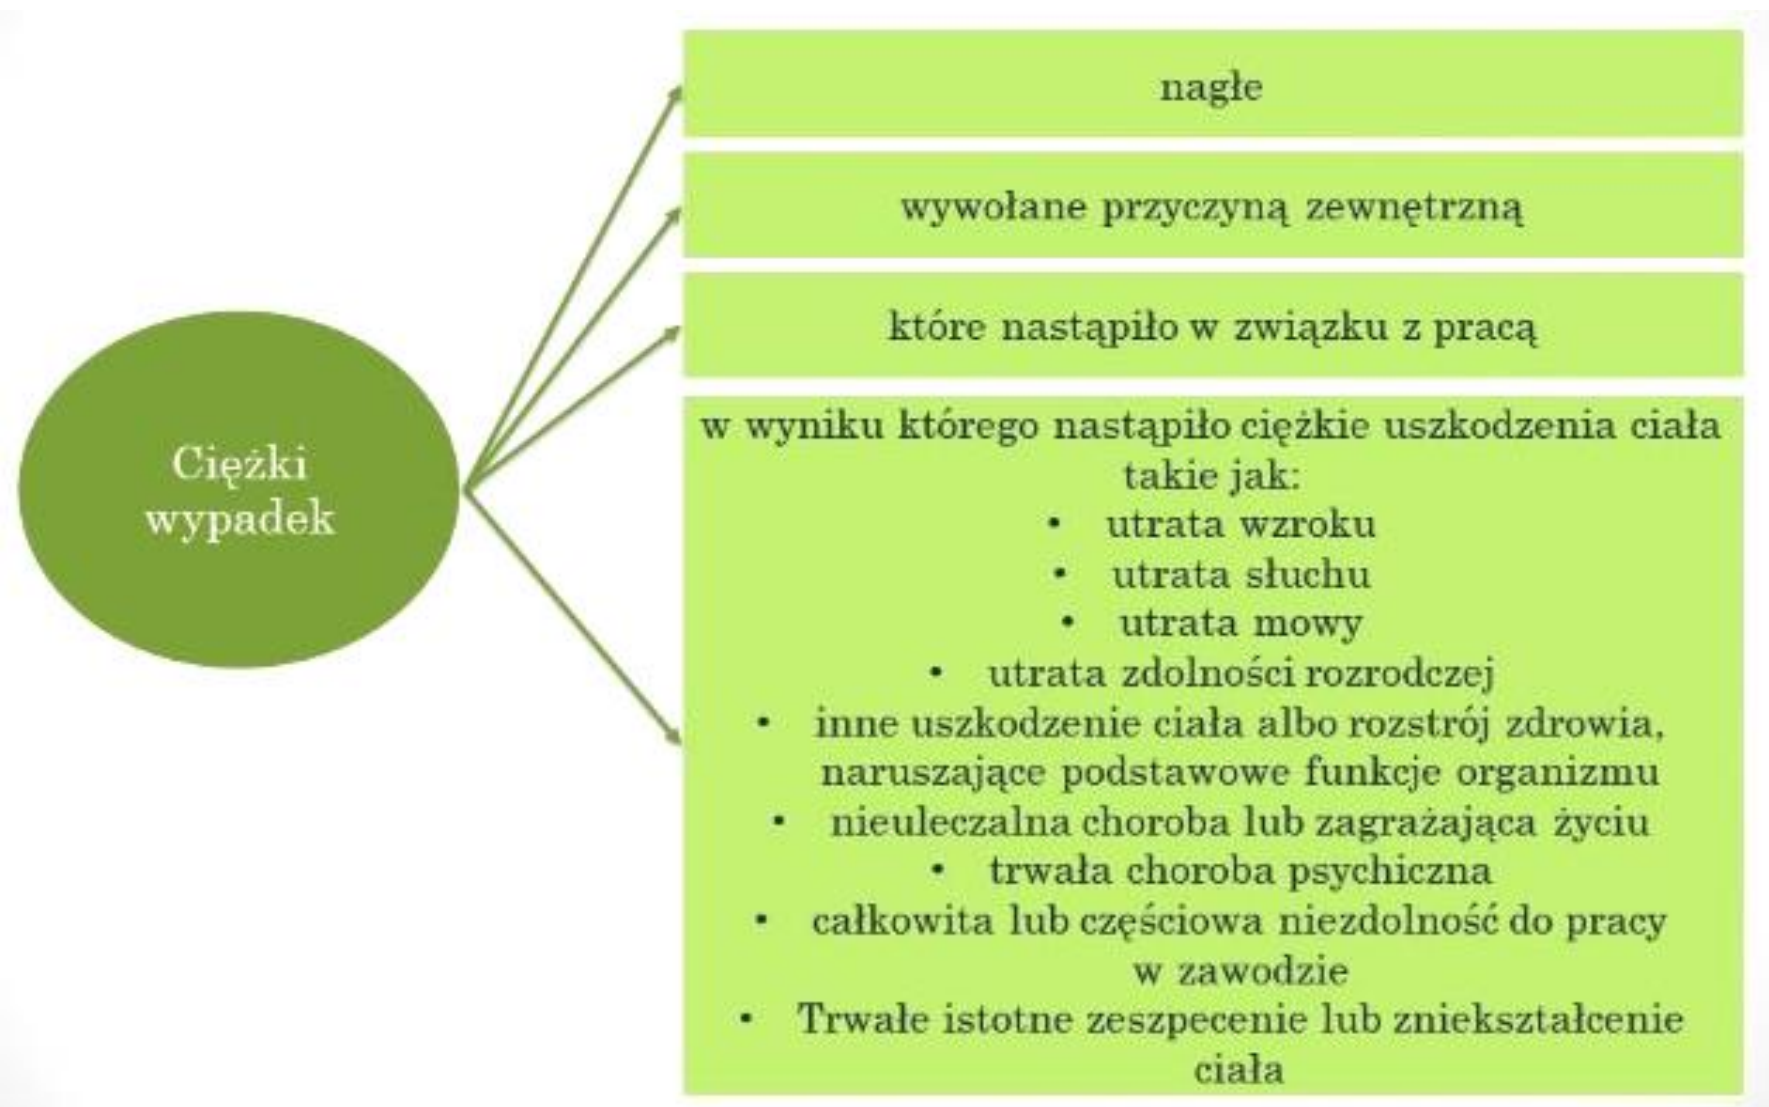 Ciężki
wypadek
nagłe
wywołane przyczyną zewnętrzną
które nastąpiło w związku z pracą
w wyniku którego nastąpiło ciężkie uszkodzenia ciała
takie jak:
• utrata wzroku
• utrata słuchu
• utrata mowy
• utrata zdolności rozrodczej
• inne uszkodzenie ciała albo rozstrój zdrowia,
naruszające podstawowe funkcje organizmu
• nieuleczalna choroba lub zagrażająca życiu
• trwała choroba psychiczna
• całkowita lub częściowa niezdolność do pracy
w zawodzie
• Trwałe istotne zeszpecenie lub zniekształcenie
ciała